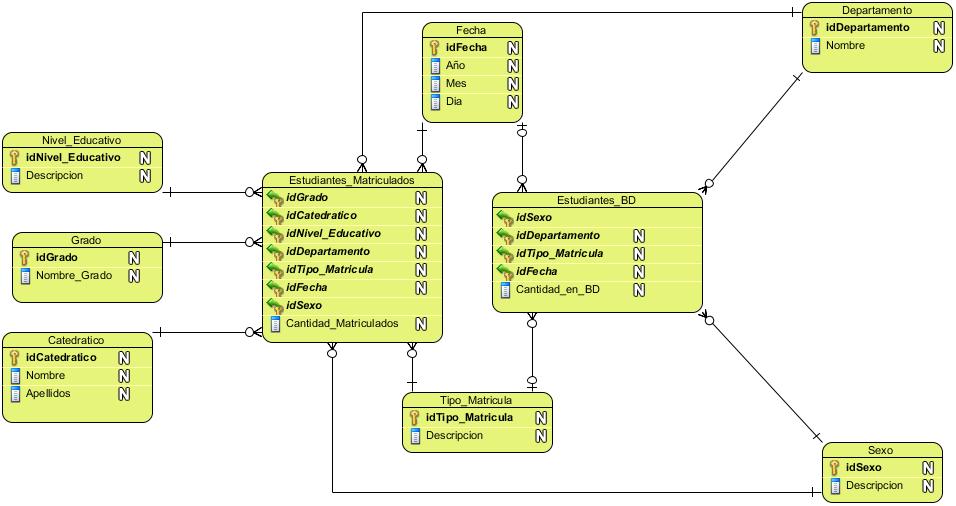 Departamento
idDepartamento N
Nombre N
Fecha
idFecha N
Año N
Mes N
Dia N
Nivel_Educativo
idNivel_Educativo N
Descripcion N
Grado
idGrado N
Nombre_Grado N
Catedratico
idCatedratico N
Nombre N
Apellidos N
Estudiantes_Matriculados
idGrado N
idCatedratico N
idNivel_Educativo N
idDepartamento N
idTipo_Matricula N
idFecha N
idSexo
Cantidad_Matriculados N
Estudiantes_BD
idSexo
idDepartamento N
idTipo_Matricula N
idFecha N
Cantidad_en_BD N
Tipo_Matricula
idTipo_Matricula N
Descripcion N
Sexo
idSexo N
Descripcion N